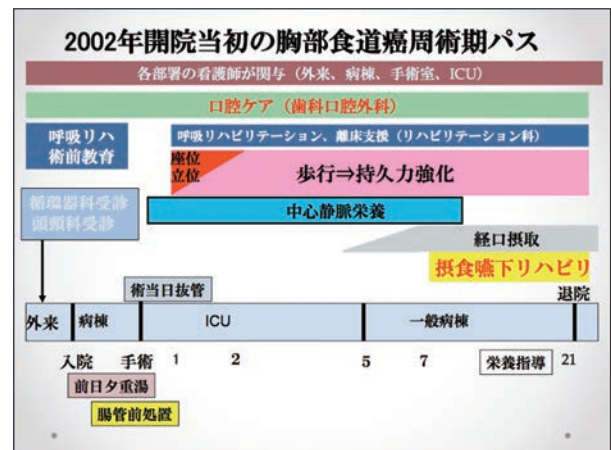 2002年開院当初の胸部食道癌周術期パス
各部署の看護師が関与（外来、病棟、手術室、ICU）
口腔ケア（歯科口腔外科）
呼吸リハ
術前教育
呼吸リハビリテーション、離床支援（リハビリテーション科）
座位
立位
歩行⇒持久力強化
循環器科受診
頭頸科受診
中心静脈栄養
経口摂取
摂食嚥下リハビリ
術当日抜管
退院
外来
病棟
ICU
一般病棟
入院
手術
1
2
5
7
栄養指導
21
前日夕重湯
腸管前処置